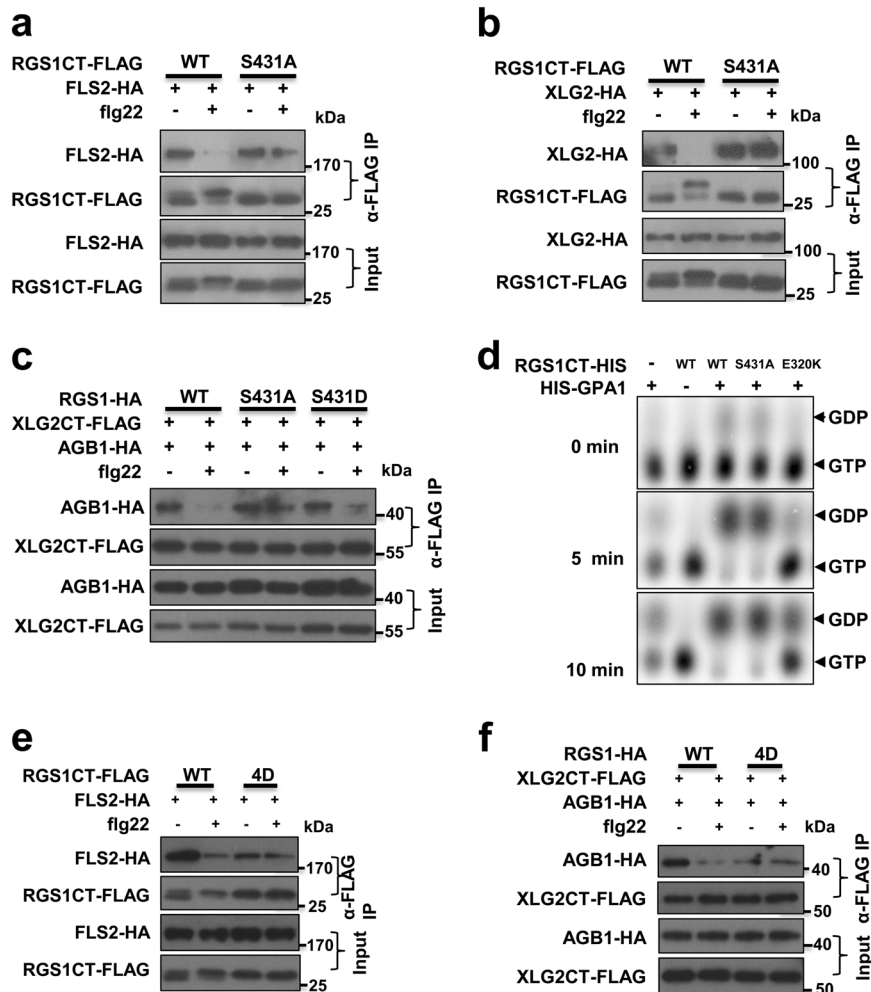 a
RGS1CT-FLAG WT S431A
FLS2-HA + + + +
flg22 - + - + kDa
FLS2-HA 170
RGS1CT-FLAG 25
α-FLAG IP
FLS2-HA 170
RGS1CT-FLAG 25
Input
b
RGS1CT-FLAG WT S431A
XLG2-HA + + + +
flg22 - + - + kDa
XLG2-HA 100
RGS1CT-FLAG 25
α-FLAG IP
XLG2-HA 100
RGS1CT-FLAG 25
Input
c
RGS1-HA WT S431A S431D
XLG2CT-FLAG + + + + + +
AGB1-HA + + + + + +
flg22 - + - + - + kDa
AGB1-HA 40
XLG2CT-FLAG 55
α-FLAG IP
AGB1-HA 40
XLG2CT-FLAG 55
Input
d
RGS1CT-HIS - WT WT S431A E320K
HIS-GPA1 + - + + +
GDP
0 min
GTP
GDP
5 min
GTP
GDP
10 min
GTP
e
RGS1CT-FLAG WT 4D
FLS2-HA + + + +
flg22 - + - + kDa
FLS2-HA 170
RGS1CT-FLAG 25
α-FLAG
IP
FLS2-HA 170
RGS1CT-FLAG 25
Input
f
RGS1-HA WT 4D
XLG2CT-FLAG + + + +
AGB1-HA + + + +
flg22 - + - + kDa
AGB1-HA 40
XLG2CT-FLAG 50
α-FLAG IP
AGB1-HA 40
XLG2CT-FLAG 50
Input